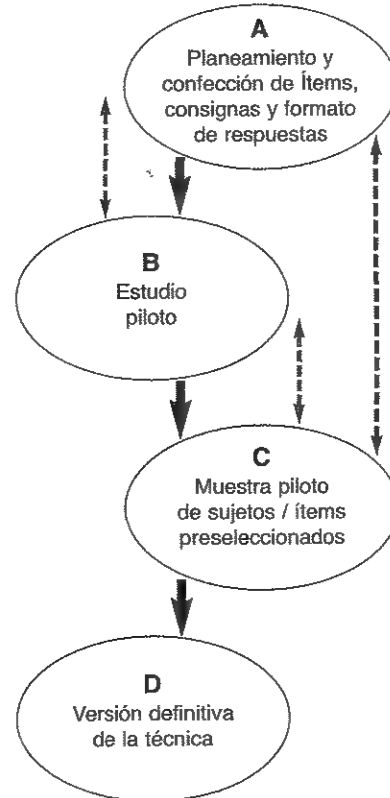 A
Planeamiento y
confección de Ítems,
consignas y formato
de respuestas
B
Estudio
piloto
C
Muestra piloto
de sujetos / ítems
preseleccionados
D
Versión definitiva
de la técnica